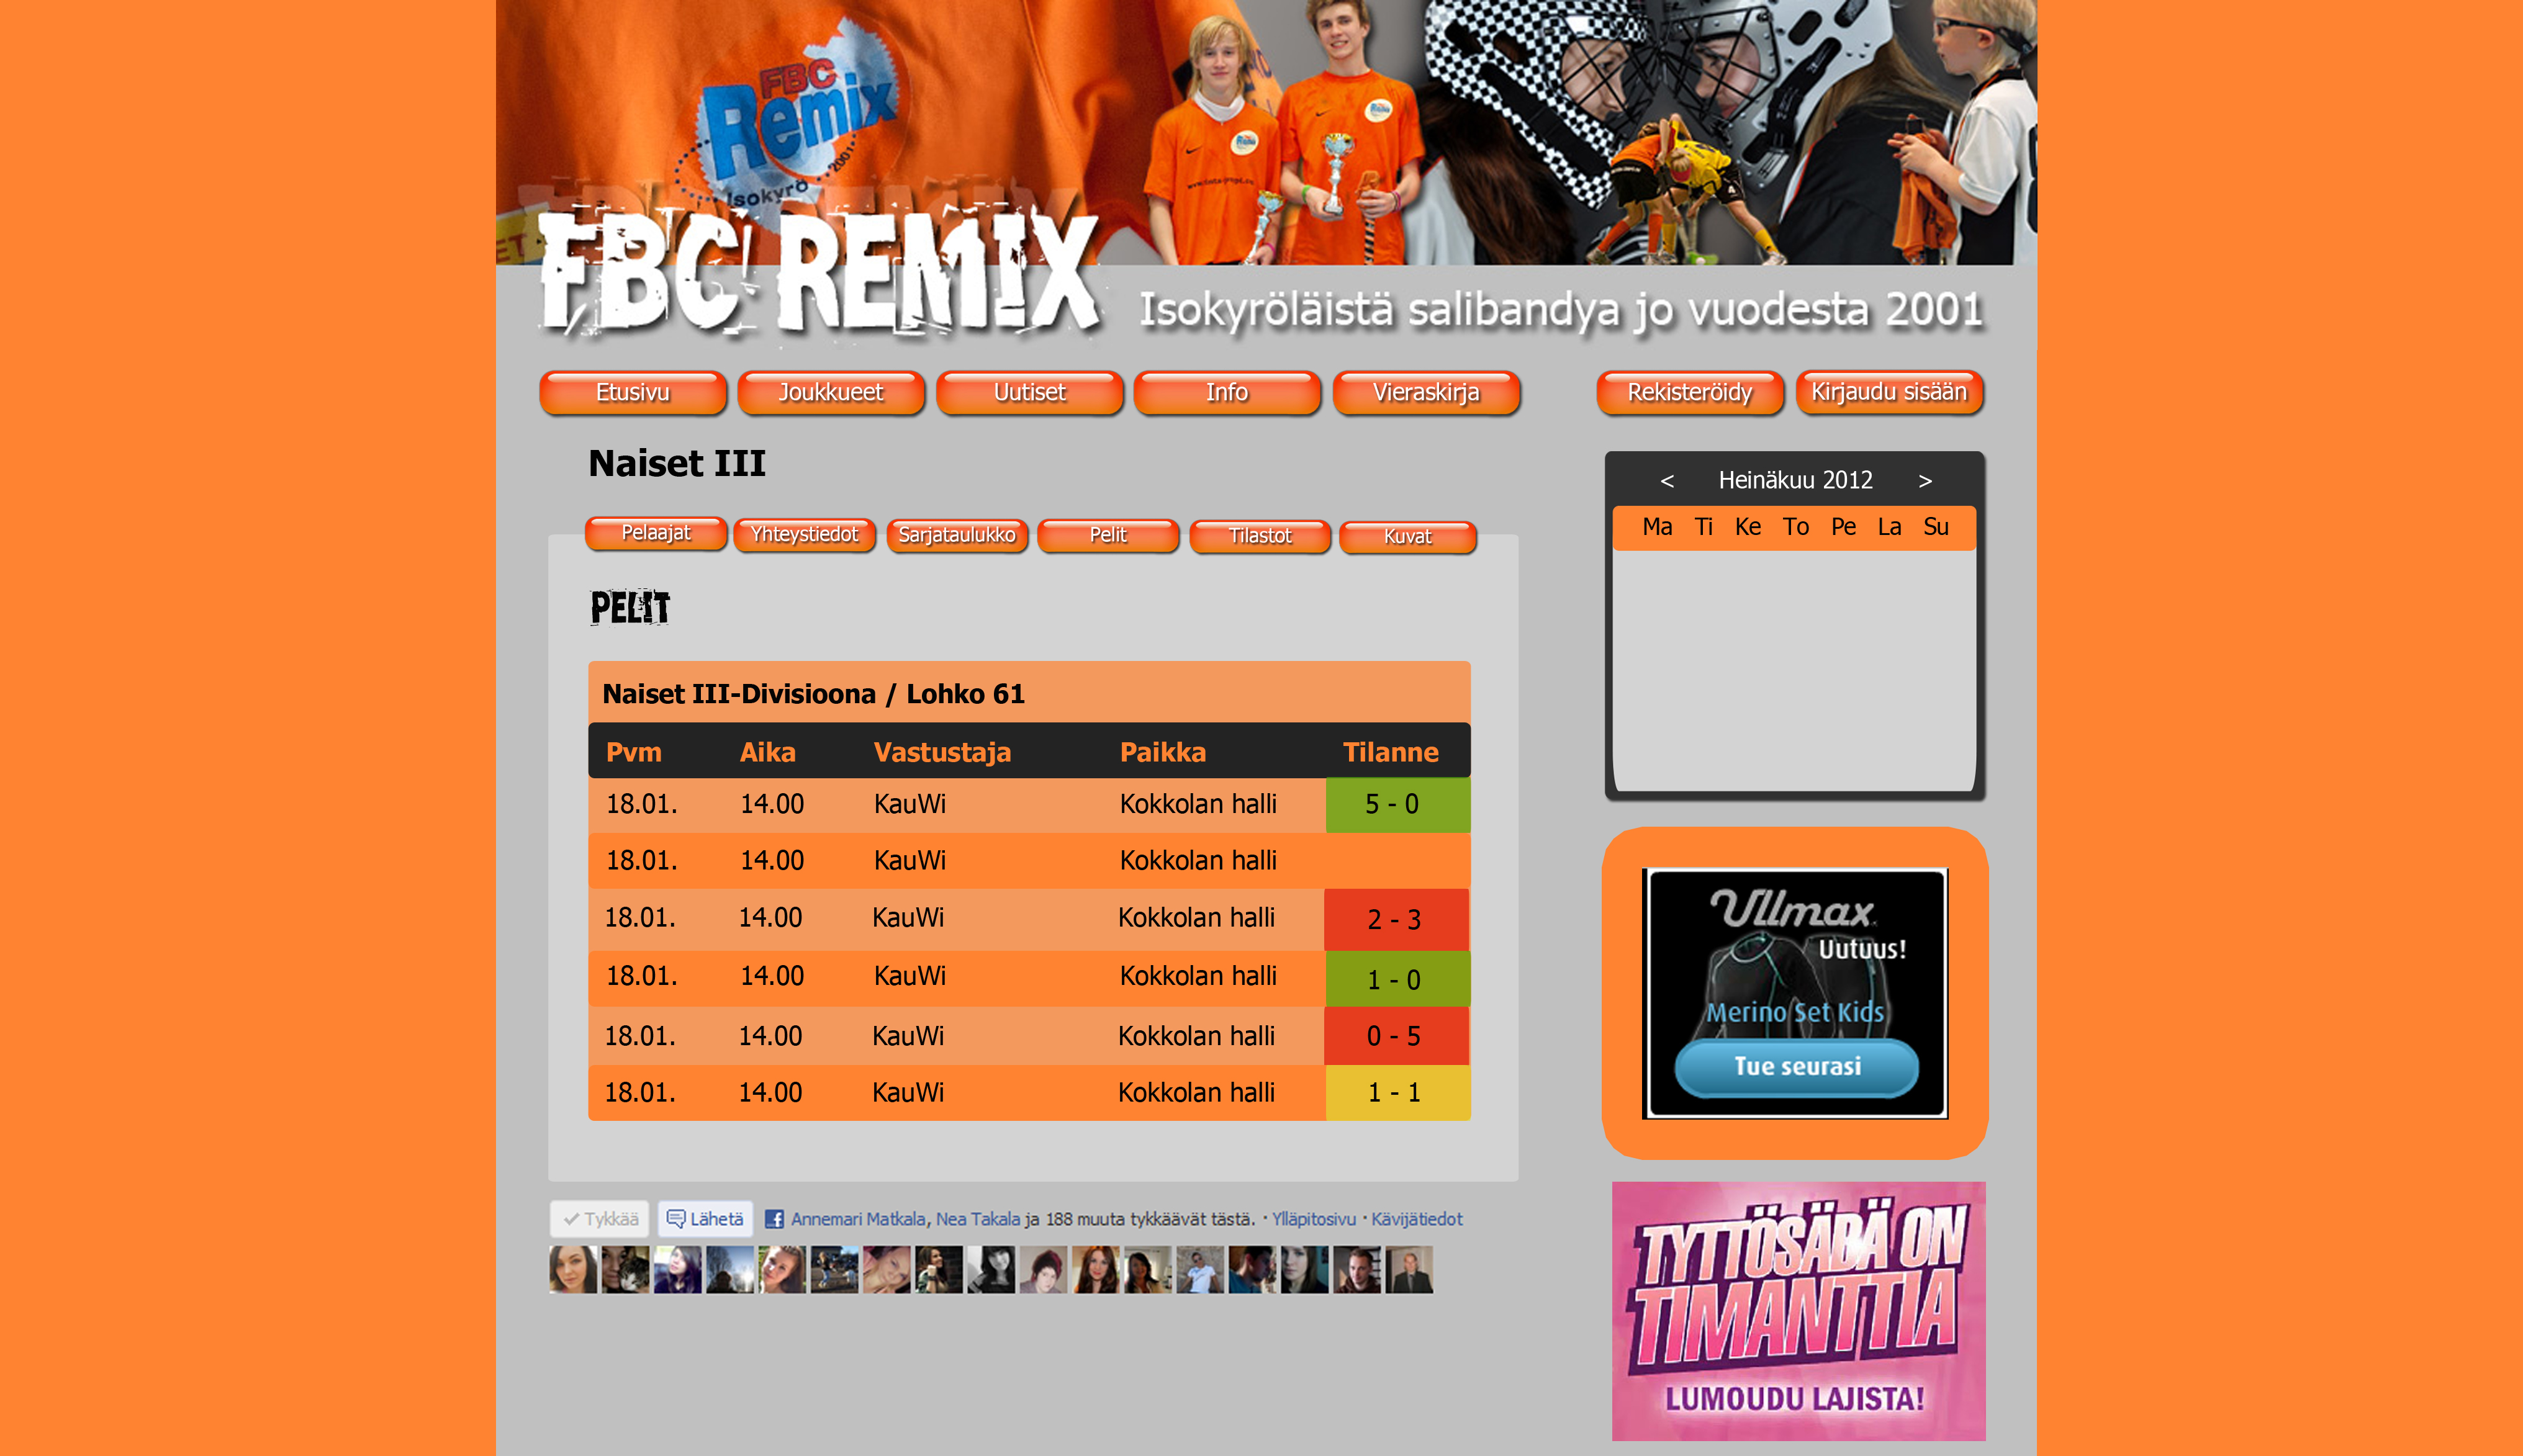 FBC
Remix
Isokyrö ..2001
FBC REMIX
Isokyröläistä salibandya jo vuodesta 2001
Etusivu Joukkueet Uutiset Info Vieraskirja Rekisteröidy Kirjaudu sisään
Naiset III
Pelaajat Yhteystiedot Sarjataulukko Pelit Tilastot Kuvat
PELIT
Naiset III-Divisioona / Lohko 61
Pvm Aika Vastustaja Paikka Tilanne
18.01. 14.00 KauWi Kokkolan halli 5 - 0
18.01. 14.00 KauWi Kokkolan halli
18.01. 14.00 KauWi Kokkolan halli 2 - 3
18.01. 14.00 KauWi Kokkolan halli 1 - 0
18.01. 14.00 KauWi Kokkolan halli 0 - 5
18.01. 14.00 KauWi Kokkolan halli 1 - 1
Tykkää Lähetä Annemari Matkala, Nea Takala ja 188 muuta tykkäävät tästä. · Ylläpitosivu · Kävijätiedot
< Heinäkuu 2012 >
Ma Ti Ke To Pe La Su
Ullmax
Uutuus!
Merino Set Kids
Tue seurasi
TYTTÖSÄBÄ ON
TIMANTTIA
LUMOUDU LAJISTA!